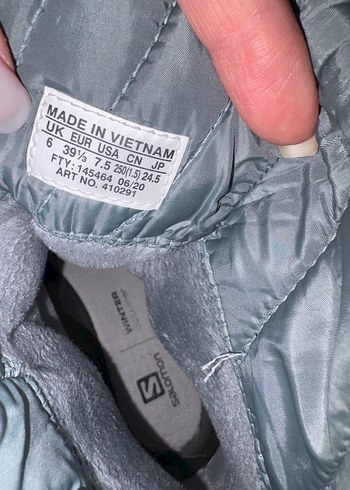 MADE IN VIETNAM
UK EUR USA CN JP
6 39⅓ 7.5 250(1.5) 24.5
FTY: 145464 06/20
ART NO. 410291
WINTER
S
salomon